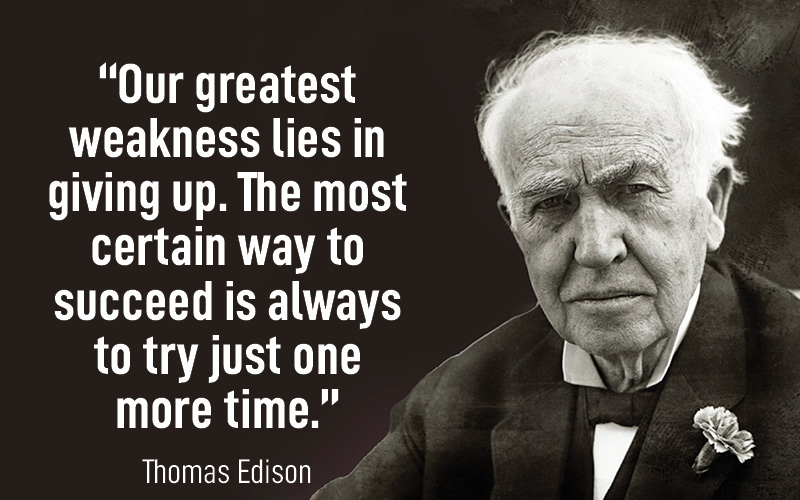 “Our greatest
weakness lies in
giving up. The most
certain way to
succeed is always
to try just one
more time.”
Thomas Edison